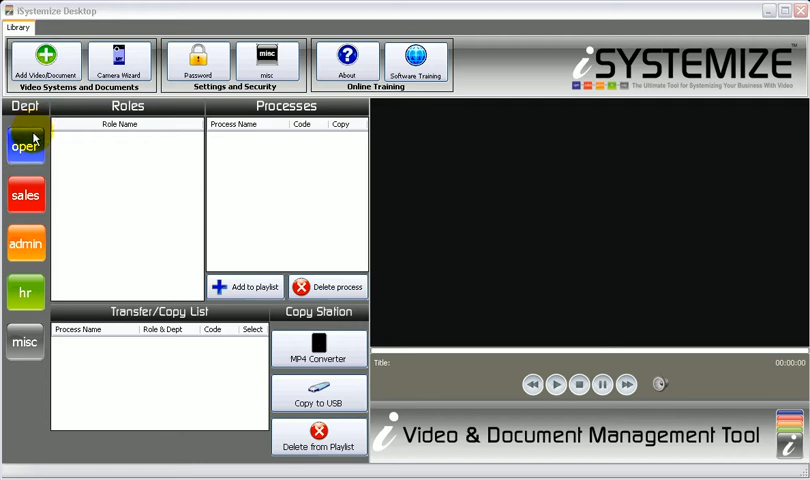 iSystemize Desktop
Library
Add Video/Document
Camera Wizard
Video Systems and Documents
Password
misc
misc
Settings and Security
About
Software Training
Online Training
iSYSTEMIZE™
The Ultimate Tool for Systemizing Your Business With Video
Dept
Roles
Processes
Role Name
Process Name
Code
Copy
oper
sales
admin
hr
misc
Add to playlist
Delete process
Transfer/Copy List
Copy Station
Process Name
Role & Dept
Code
Select
MP4 Converter
Copy to USB
Delete from Playlist
Title:
00:00:00
i Video & Document Management Tool
i